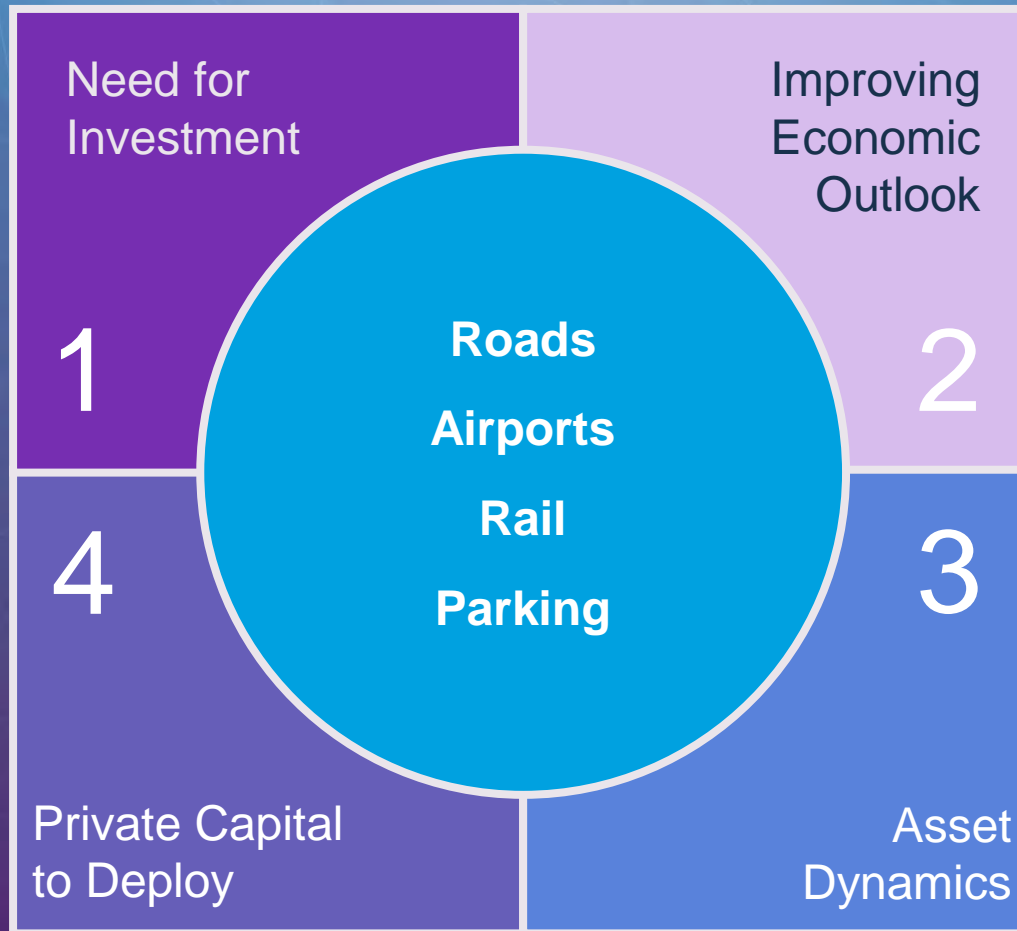 Need for
Investment
1
Improving
Economic
Outlook
2
Roads
Airports
Rail
Parking
3
Asset
Dynamics
4
Private Capital
to Deploy